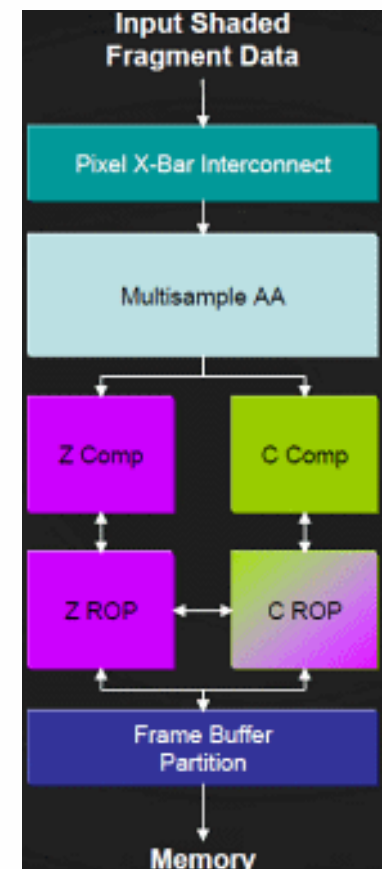 Input Shaded
Fragment Data
Pixel X-Bar Interconnect
Multisample AA
Z Comp
C Comp
Z ROP
C ROP
Frame Buffer
Partition
Memory